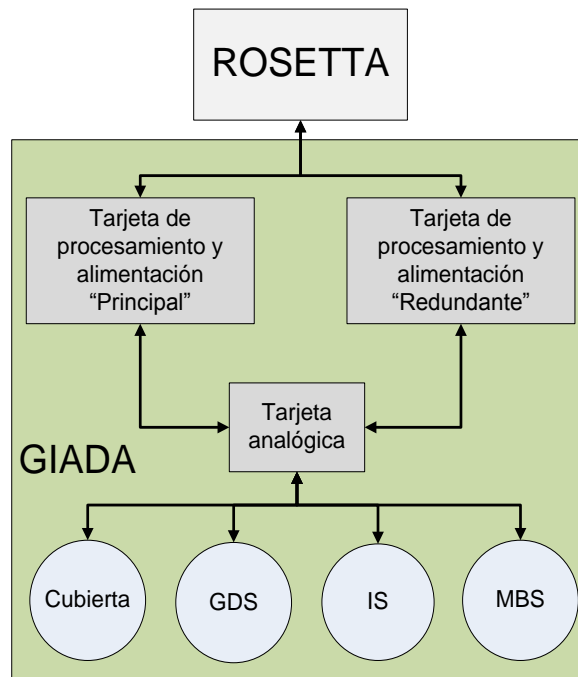 ROSETTA
Tarjeta de
procesamiento y
alimentación
“Principal”
Tarjeta de
procesamiento y
alimentación
“Redundante”
Tarjeta
analógica
GIADA
Cubierta
GDS
IS
MBS